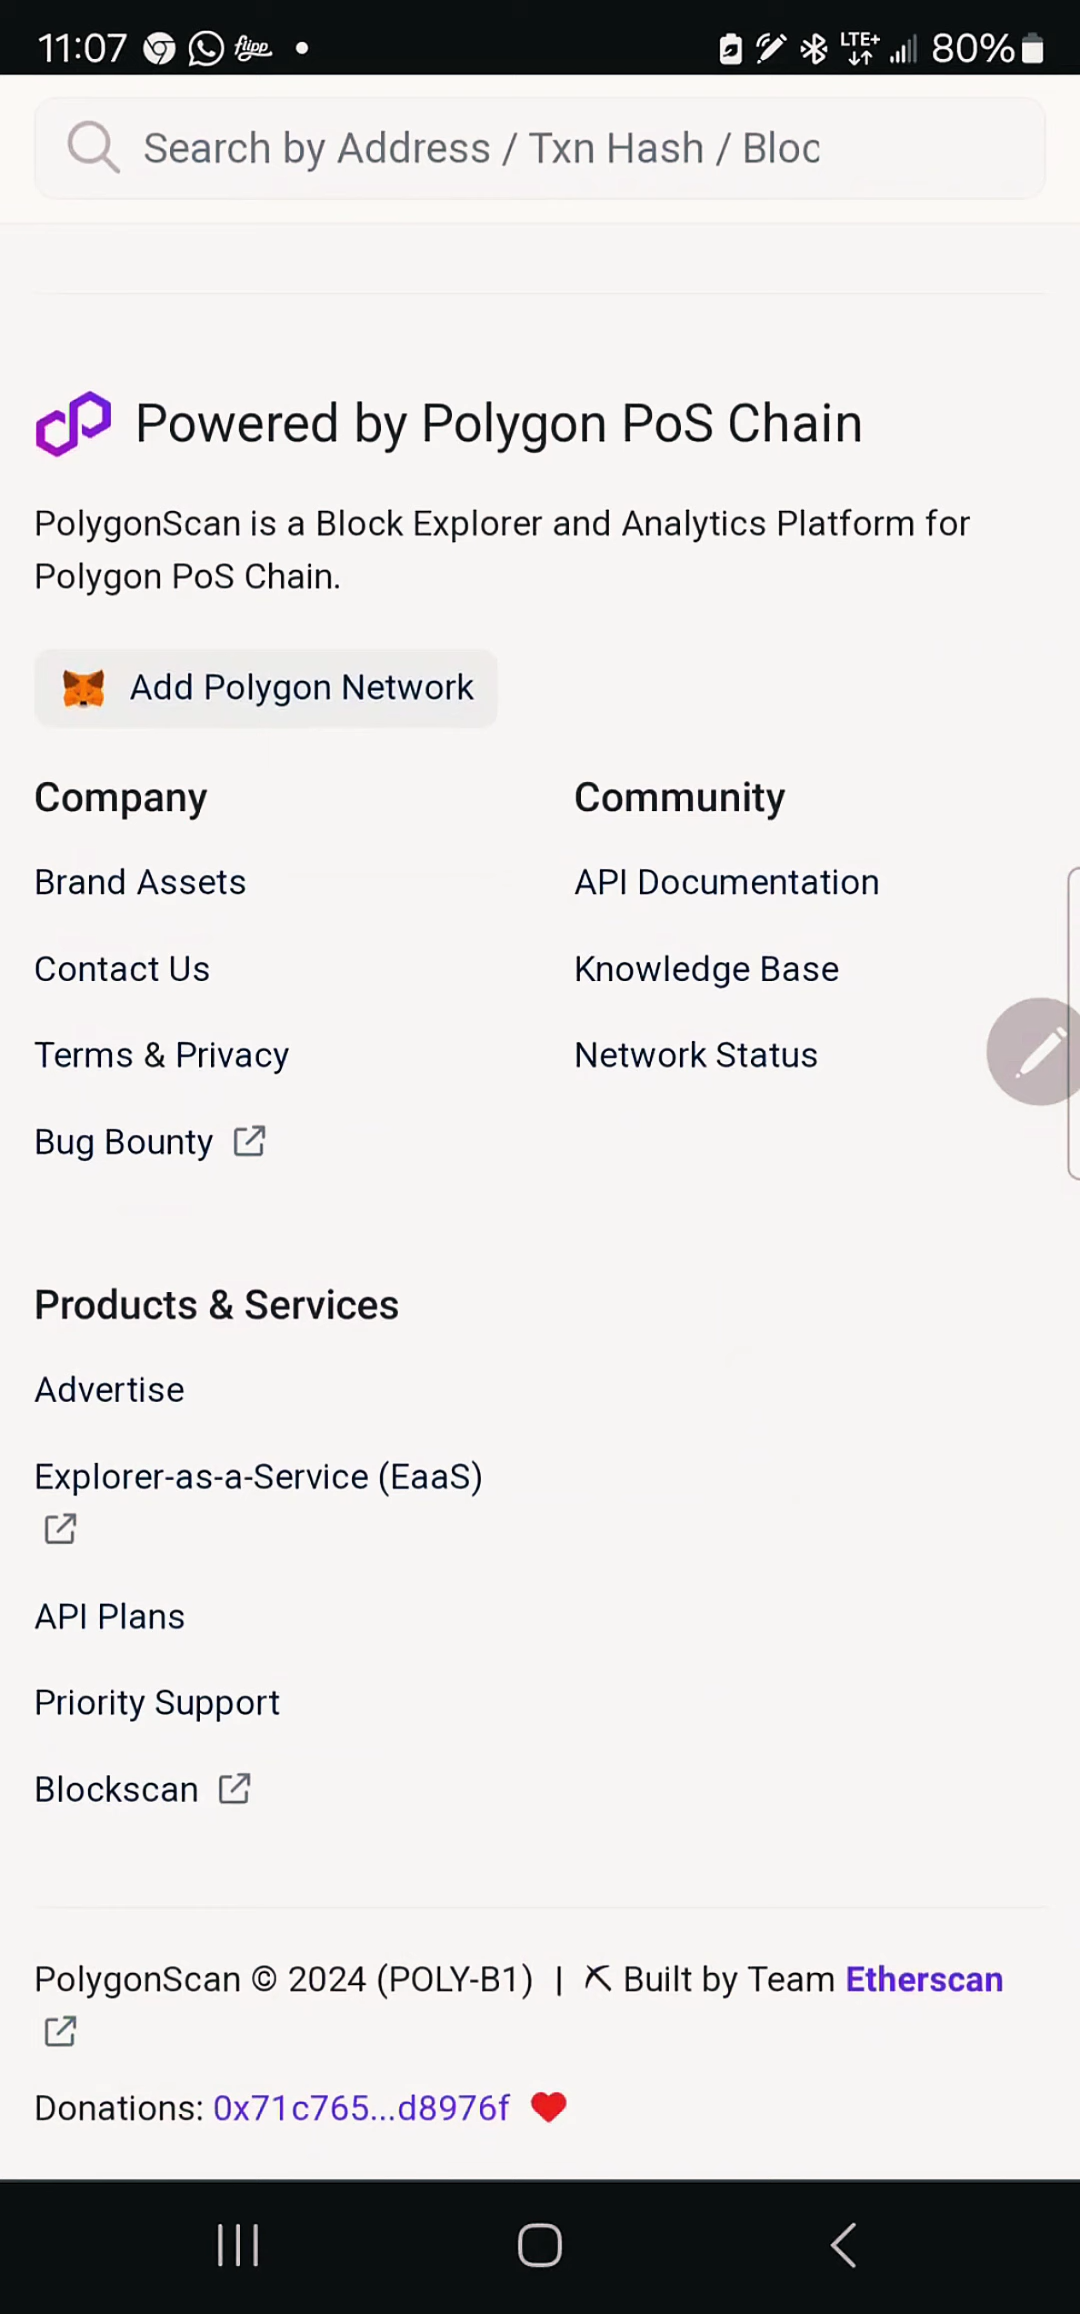 11:07 flipp LTE+ 80%
Search by Address / Txn Hash / Bloc
Powered by Polygon PoS Chain
PolygonScan is a Block Explorer and Analytics Platform for
Polygon PoS Chain.
Add Polygon Network
Company
Brand Assets
Contact Us
Terms & Privacy
Bug Bounty
Community
API Documentation
Knowledge Base
Network Status
Products & Services
Advertise
Explorer-as-a-Service (EaaS)
API Plans
Priority Support
Blockscan
PolygonScan © 2024 (POLY-B1) | Built by Team Etherscan
Donations: 0x71c765...d8976f